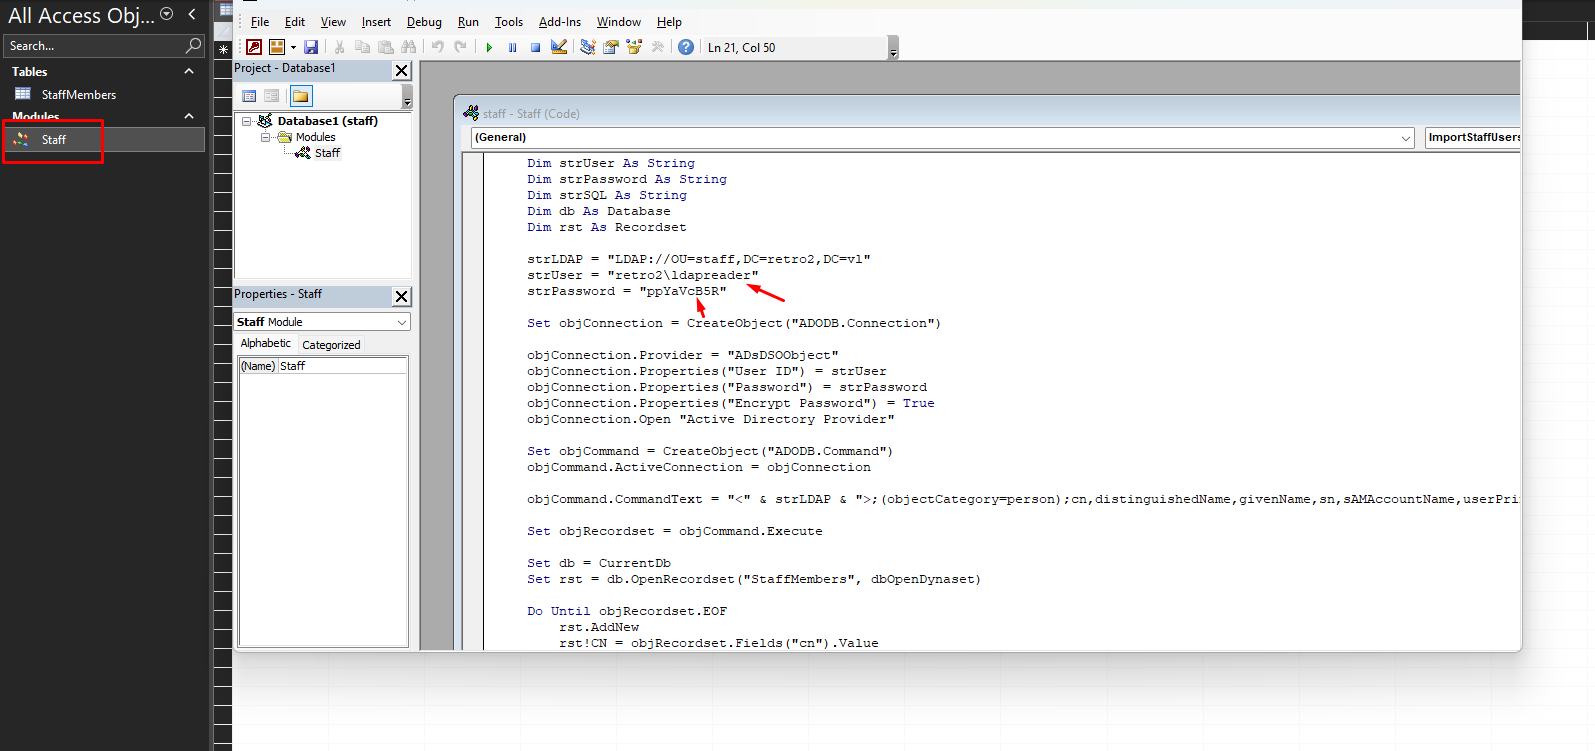 All Access Obj...
Search...
Tables
StaffMembers
Modules
Staff
File Edit View Insert Debug Run Tools Add-Ins Window Help
Ln 21, Col 50
Project - Database1
Database1 (staff)
Modules
Staff
Properties - Staff
Staff Module
Alphabetic Categorized
(Name) Staff
staff - Staff (Code)
(General) ImportStaffUsers
Dim strUser As String
Dim strPassword As String
Dim strSQL As String
Dim db As Database
Dim rst As Recordset
strLDAP = "LDAP://OU=staff,DC=retro2,DC=vl"
strUser = "retro2\ldapreader"
strPassword = "ppYaVcB5R"
Set objConnection = CreateObject("ADODB.Connection")
objConnection.Provider = "ADsDSOObject"
objConnection.Properties("User ID") = strUser
objConnection.Properties("Password") = strPassword
objConnection.Properties("Encrypt Password") = True
objConnection.Open "Active Directory Provider"
Set objCommand = CreateObject("ADODB.Command")
objCommand.ActiveConnection = objConnection
objCommand.CommandText = "<" & strLDAP & ">;(objectCategory=person);cn,distinguishedName,givenName,sn,sAMAccountName,userPri
Set objRecordset = objCommand.Execute
Set db = CurrentDb
Set rst = db.OpenRecordset("StaffMembers", dbOpenDynaset)
Do Until objRecordset.EOF
rst.AddNew
rst!CN = objRecordset.Fields("cn").Value